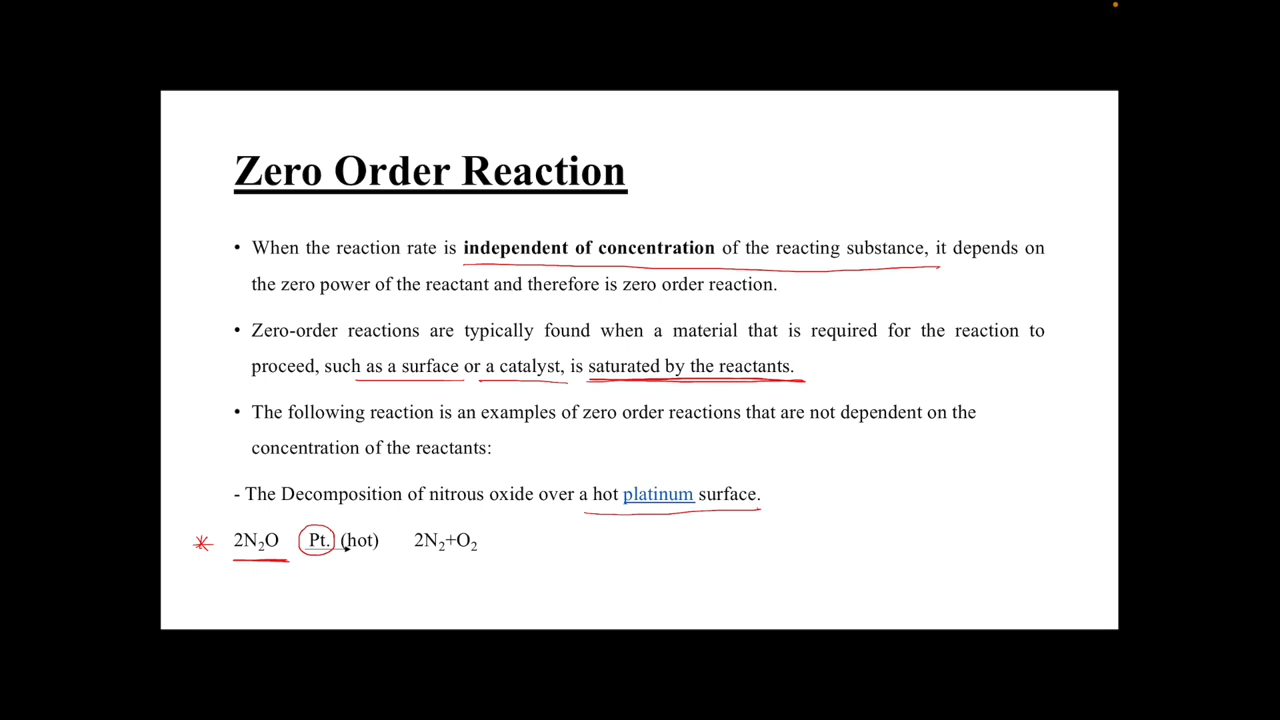 Zero Order Reaction
• When the reaction rate is independent of concentration of the reacting substance, it depends on
the zero power of the reactant and therefore is zero order reaction.
• Zero-order reactions are typically found when a material that is required for the reaction to
proceed, such as a surface or a catalyst, is saturated by the reactants.
• The following reaction is an examples of zero order reactions that are not dependent on the
concentration of the reactants:
- The Decomposition of nitrous oxide over a hot platinum surface.
2N₂O Pt. (hot) 2N₂+O₂